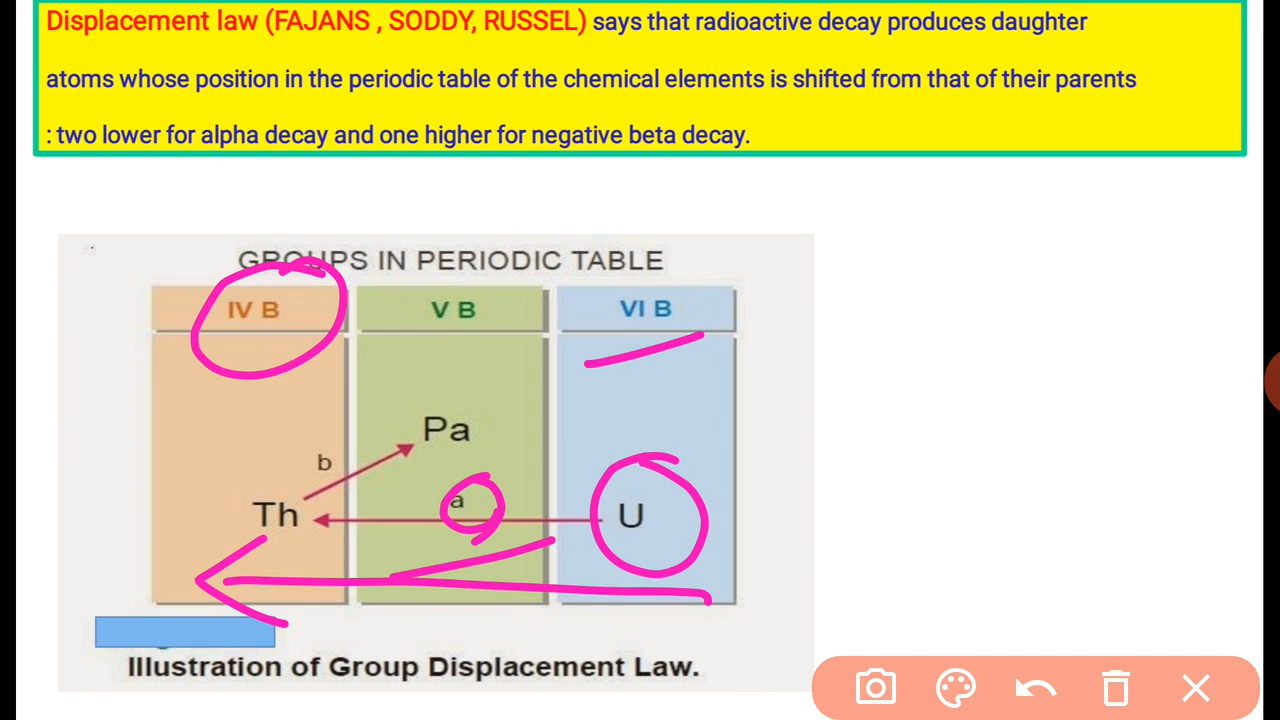 Displacement law (FAJANS , SODDY, RUSSEL) says that radioactive decay produces daughter
atoms whose position in the periodic table of the chemical elements is shifted from that of their parents
: two lower for alpha decay and one higher for negative beta decay.
GROUPS IN PERIODIC TABLE
IV B V B VI B
Pa
b
a
Th U
Illustration of Group Displacement Law.